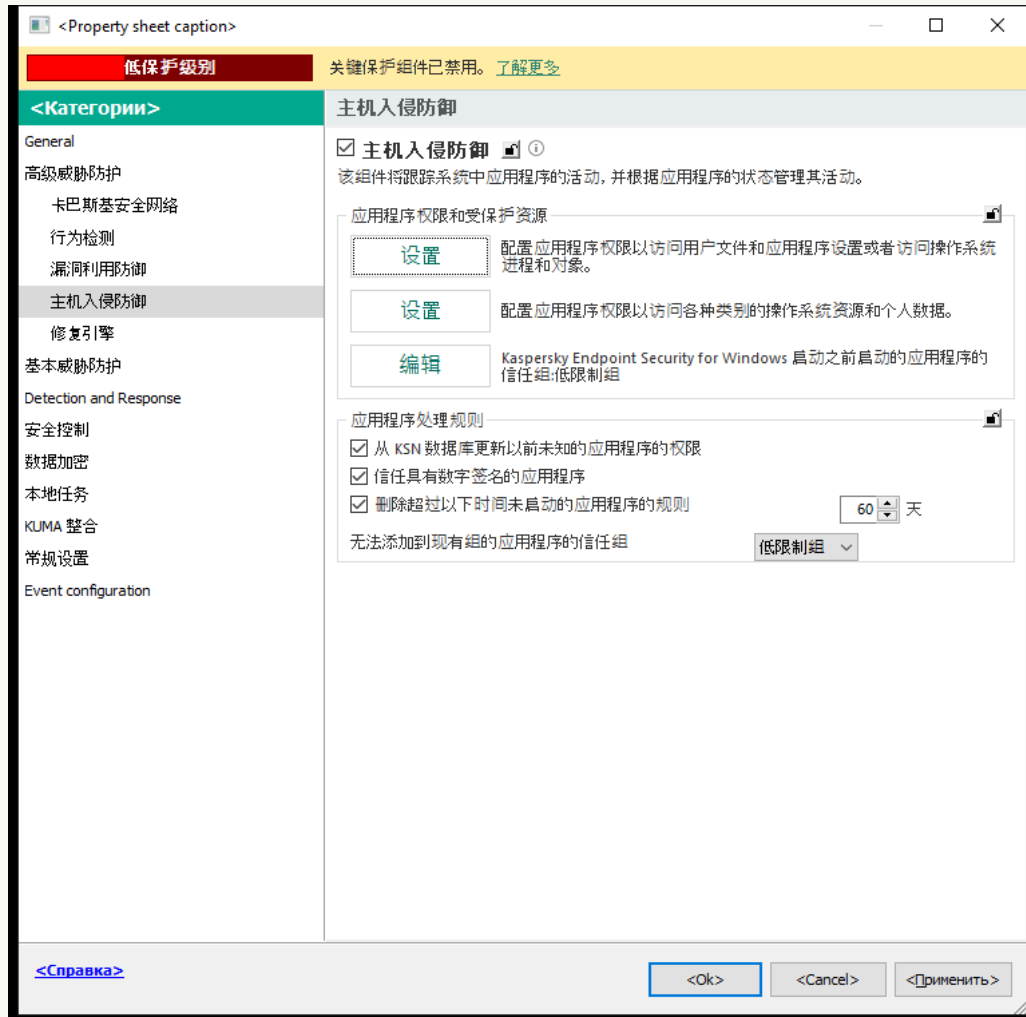 <Property sheet caption>
低保护级别
关键保护组件已禁用。 了解更多
<Категории>
General
高级威胁防护
卡巴斯基安全网络
行为检测
漏洞利用防御
主机入侵防御
修复引擎
基本威胁防护
Detection and Response
安全控制
数据加密
本地任务
KUMA 整合
常规设置
Event configuration
主机入侵防御
主机入侵防御
该组件将跟踪系统中应用程序的活动, 并根据应用程序的状态管理其活动。
应用程序权限和受保护资源
设置
配置应用程序权限以访问用户文件和应用程序设置或者访问操作系统
进程和对象。
设置
配置应用程序权限以访问各种类别的操作系统资源和个人数据。
编辑
Kaspersky Endpoint Security for Windows 启动之前启动的应用程序的
信任组:低限制组
应用程序处理规则
从 KSN 数据库更新以前未知的应用程序的权限
信任具有数字签名的应用程序
删除超过以下时间未启动的应用程序的规则
60 天
无法添加到现有组的应用程序的信任组
低限制组
<Справка>
<Ok>
<Cancel>
<Применить>